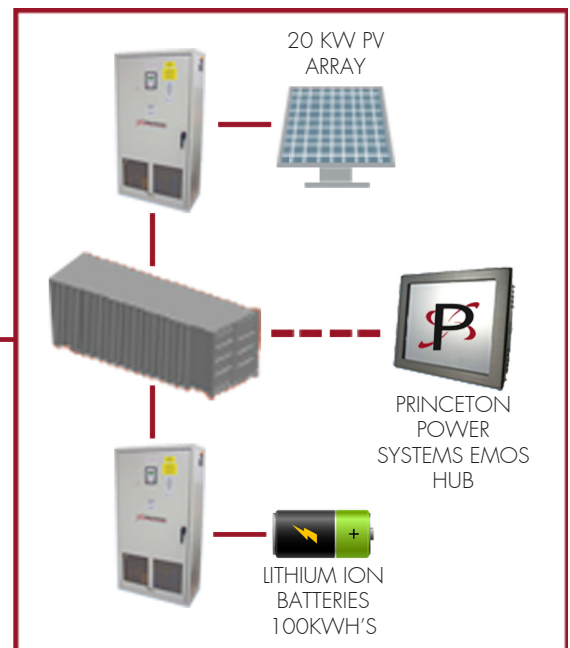 20 KW PV
ARRAY
P
PRINCETON
POWER
SYSTEMS EMOS
HUB
+
LITHIUM ION
BATTERIES
100KWH'S